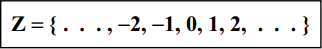 Z = { . . . , –2, –1, 0, 1, 2, . . . }